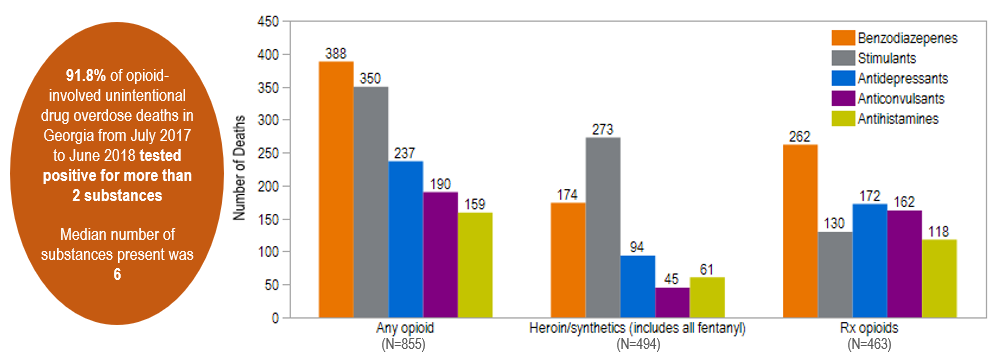 91.8% of opioid-
involved unintentional
drug overdose deaths in
Georgia from July 2017
to June 2018 tested
positive for more than
2 substances
Median number of
substances present was
6
Number of Deaths
450
400
350
300
250
200
150
100
50
0
388
350
237
190
159
174
273
94
45
61
262
130
172
162
118
Benzodiazepenes
Stimulants
Antidepressants
Anticonvulsants
Antihistamines
Any opioid
(N=855)
Heroin/synthetics (includes all fentanyl)
(N=494)
Rx opioids
(N=463)